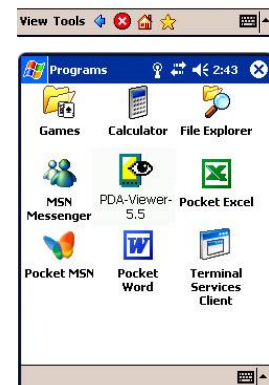 View Tools
Programs 2:43
Games Calculator File Explorer
MSN Messenger PDA-Viewer-5.5 Pocket Excel
Pocket MSN Pocket Word Terminal Services Client